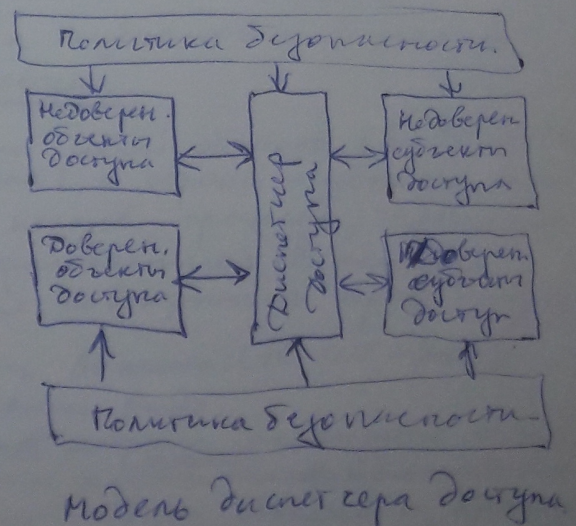 Политика безопасности.
Недоверен.
объекты
доступа
Диспетчер
доступа
Недоверен
субъекты
доступа
Доверен.
объекты
доступа
Доверен.
субъекты
доступ
Политика безопасности
Модель диспетчера доступа